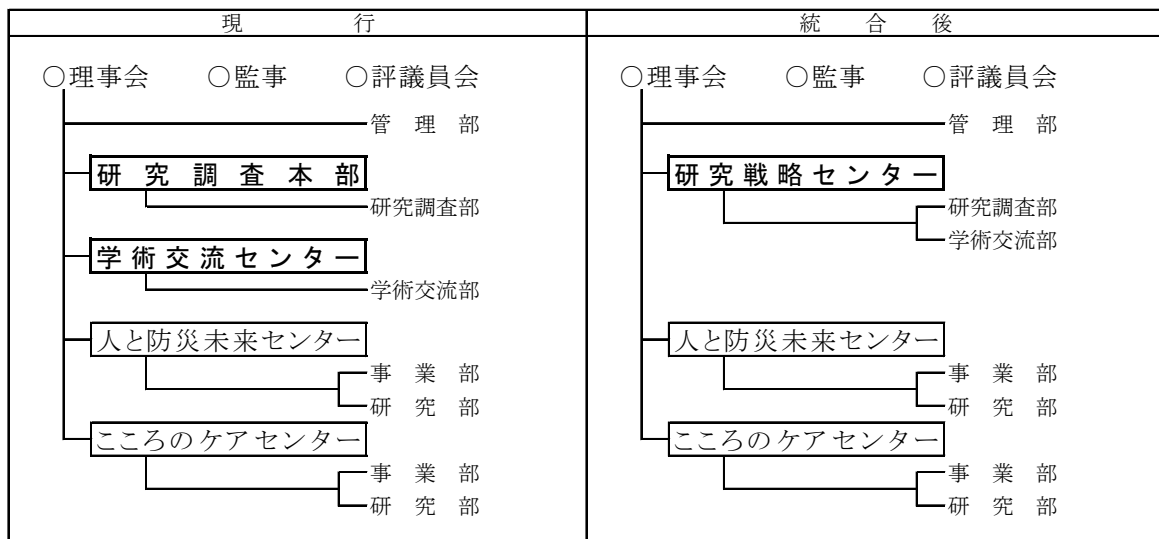 現行
○理事会 ○監事 ○評議員会
管理部
研究調査本部
研究調査部
学術交流センター
学術交流部
人と防災未来センター
事業部
研究部
こころのケアセンター
事業部
研究部
統合後
○理事会 ○監事 ○評議員会
管理部
研究戦略センター
研究調査部
学術交流部
人と防災未来センター
事業部
研究部
こころのケアセンター
事業部
研究部